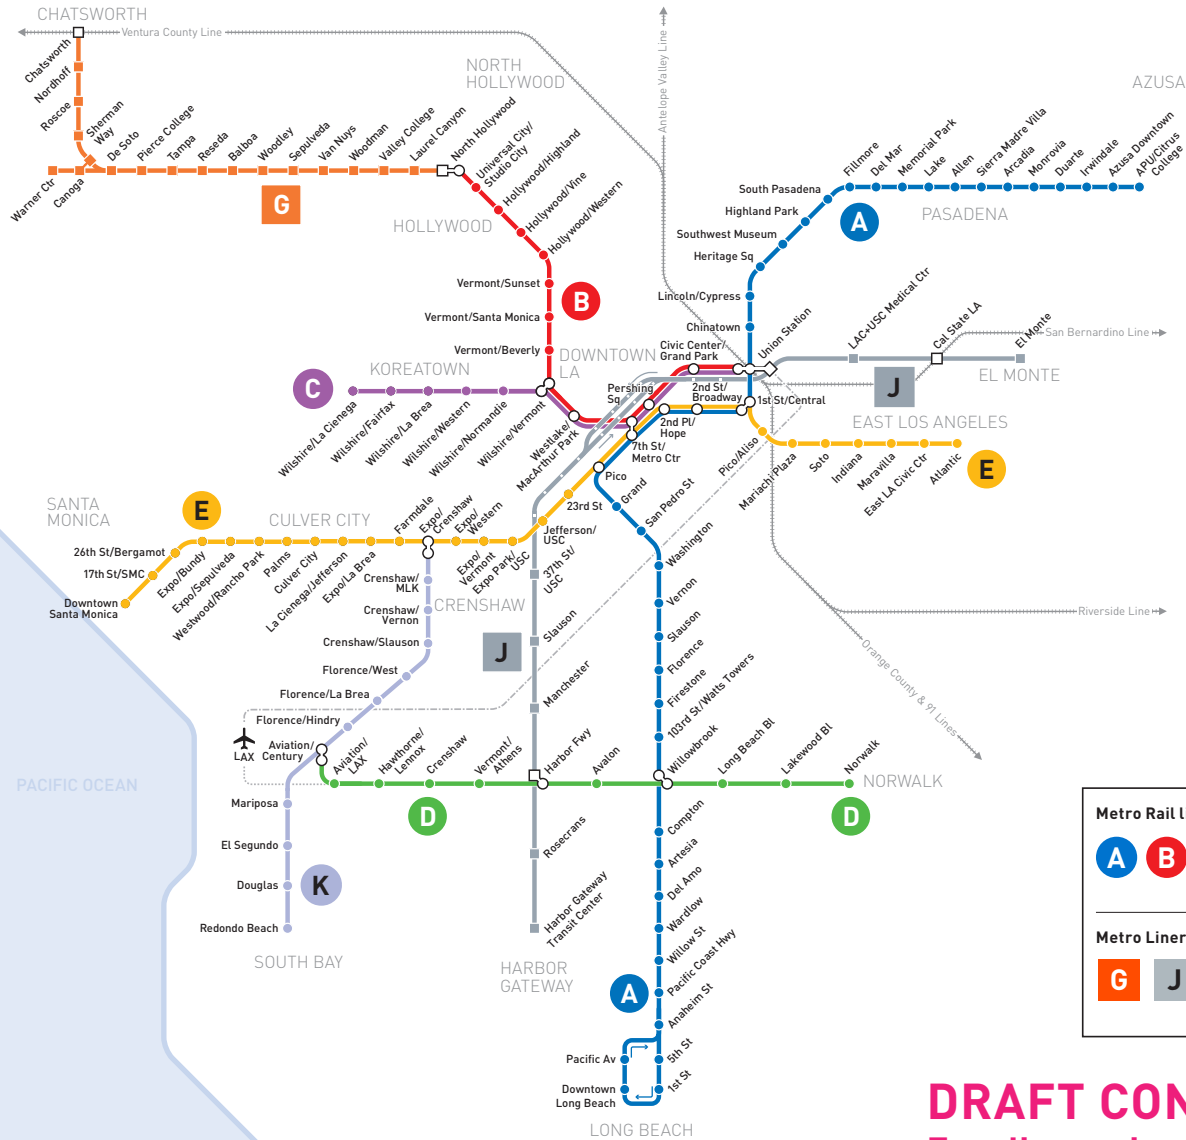 CHATSWORTH
Ventura County Line
Chatsworth
Nordhoff
Roscoe
Sherman
Way
De Soto
Pierce College
Tampa
Reseda
Balboa
Woodley
Sepulveda
Van Nuys
Woodman
Valley College
Laurel Canyon
North Hollywood
Warner Ctr
Canoga
G
NORTH
HOLLYWOOD
Universal City/
Studio City
Hollywood/Highland
Hollywood/Vine
Hollywood/Western
HOLLYWOOD
Vermont/Sunset
Vermont/Santa Monica
Vermont/Beverly
B
Antelope Valley Line
AZUSA
Fillmore
Del Mar
Memorial Park
Lake
Allen
Sierra Madre Villa
Arcadia
Monrovia
Duarte
Irwindale
Azusa Downtown
APU/Citrus
College
South Pasadena
Highland Park
Southwest Museum
Heritage Sq
Lincoln/Cypress
Chinatown
A
PASADENA
Union Station
LAC+USC Medical Ctr
Cal State LA
El Monte
San Bernardino Line
EL MONTE
J
KOREATOWN
C
DOWNTOWN
LA
Civic Center/
Grand Park
Pershing
Sq
2nd St/
Broadway
1st St/Central
2nd Pl/
Hope
7th St/
Metro Ctr
Wilshire/La Cienega
Wilshire/Fairfax
Wilshire/La Brea
Wilshire/Western
Wilshire/Normandie
Wilshire/Vermont
Westlake/
MacArthur Park
EAST LOS ANGELES
Pico/Aliso
Mariachi Plaza
Soto
Indiana
Maravilla
East LA Civic Ctr
Atlantic
E
Pico
Grand
San Pedro St
Washington
Vernon
Slauson
Florence
Firestone
103rd St/Watts Towers
Willowbrook
SANTA
MONICA
E
CULVER CITY
26th St/Bergamot
17th St/SMC
Downtown
Santa Monica
Expo/Bundy
Expo/Sepulveda
Westwood/Rancho Park
Palms
Culver City
La Cienega/Jefferson
Expo/La Brea
Farmdale
Expo/
Crenshaw
Expo/
Western
Expo/
Vermont
Expo Park/
USC
Jefferson/
USC
23rd St
37th St/
USC
Slauson
Manchester
J
Crenshaw/
MLK
Crenshaw/
Vernon
CRENSHAW
Crenshaw/Slauson
Florence/West
Florence/La Brea
Florence/Hindry
Aviation/
Century
LAX
Aviation/
LAX
Hawthorne/
Lennox
Crenshaw
Vermont/
Athens
Harbor Fwy
Avalon
Long Beach Bl
Lakewood Bl
Norwalk
NORWALK
D
D
Riverside Line
Orange County & 91 Lines
PACIFIC OCEAN
Mariposa
El Segundo
Douglas
Redondo Beach
K
SOUTH BAY
Rosecrans
Harbor Gateway
Transit Center
HARBOR
GATEWAY
Compton
Artesia
Del Amo
Wardlow
Willow St
Pacific Coast Hwy
Anaheim St
A
Pacific Av
5th St
Downtown
Long Beach
1st St
LONG BEACH
Metro Rail l
A
B
Metro Liner
G
J
DRAFT CON